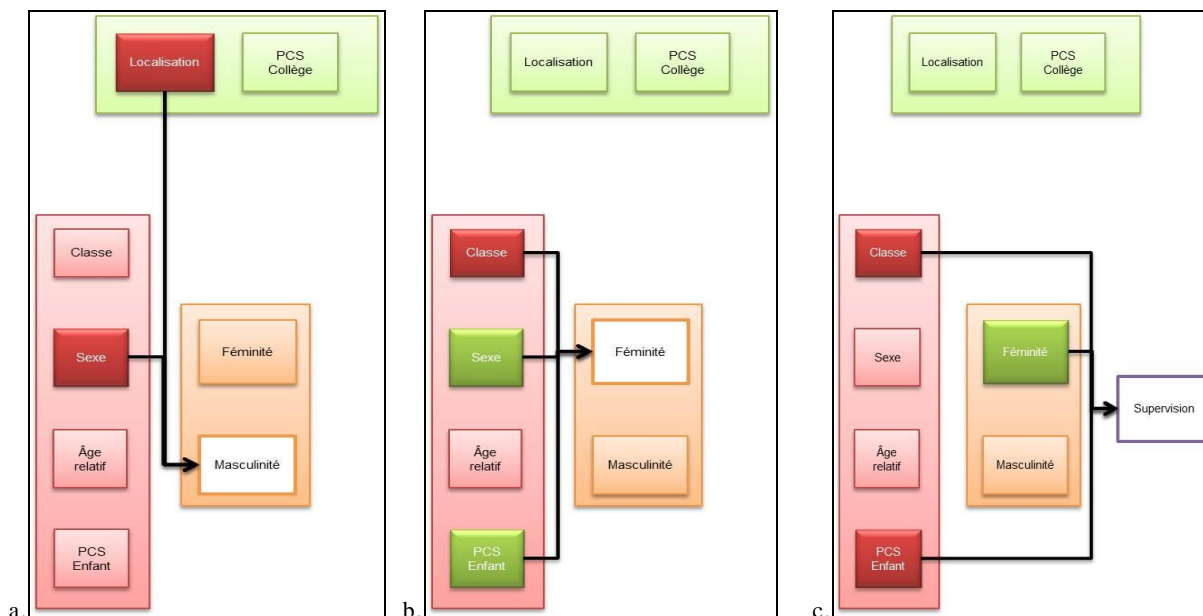 Localisation
PCS
Collège
Classe
Sexe
Âge
relatif
PCS
Enfant
Féminité
Masculinité
a.
Localisation
PCS
Collège
Classe
Sexe
Âge
relatif
PCS
Enfant
Féminité
Masculinité
b.
Localisation
PCS
Collège
Classe
Sexe
Âge
relatif
PCS
Enfant
Féminité
Masculinité
Supervision
c.